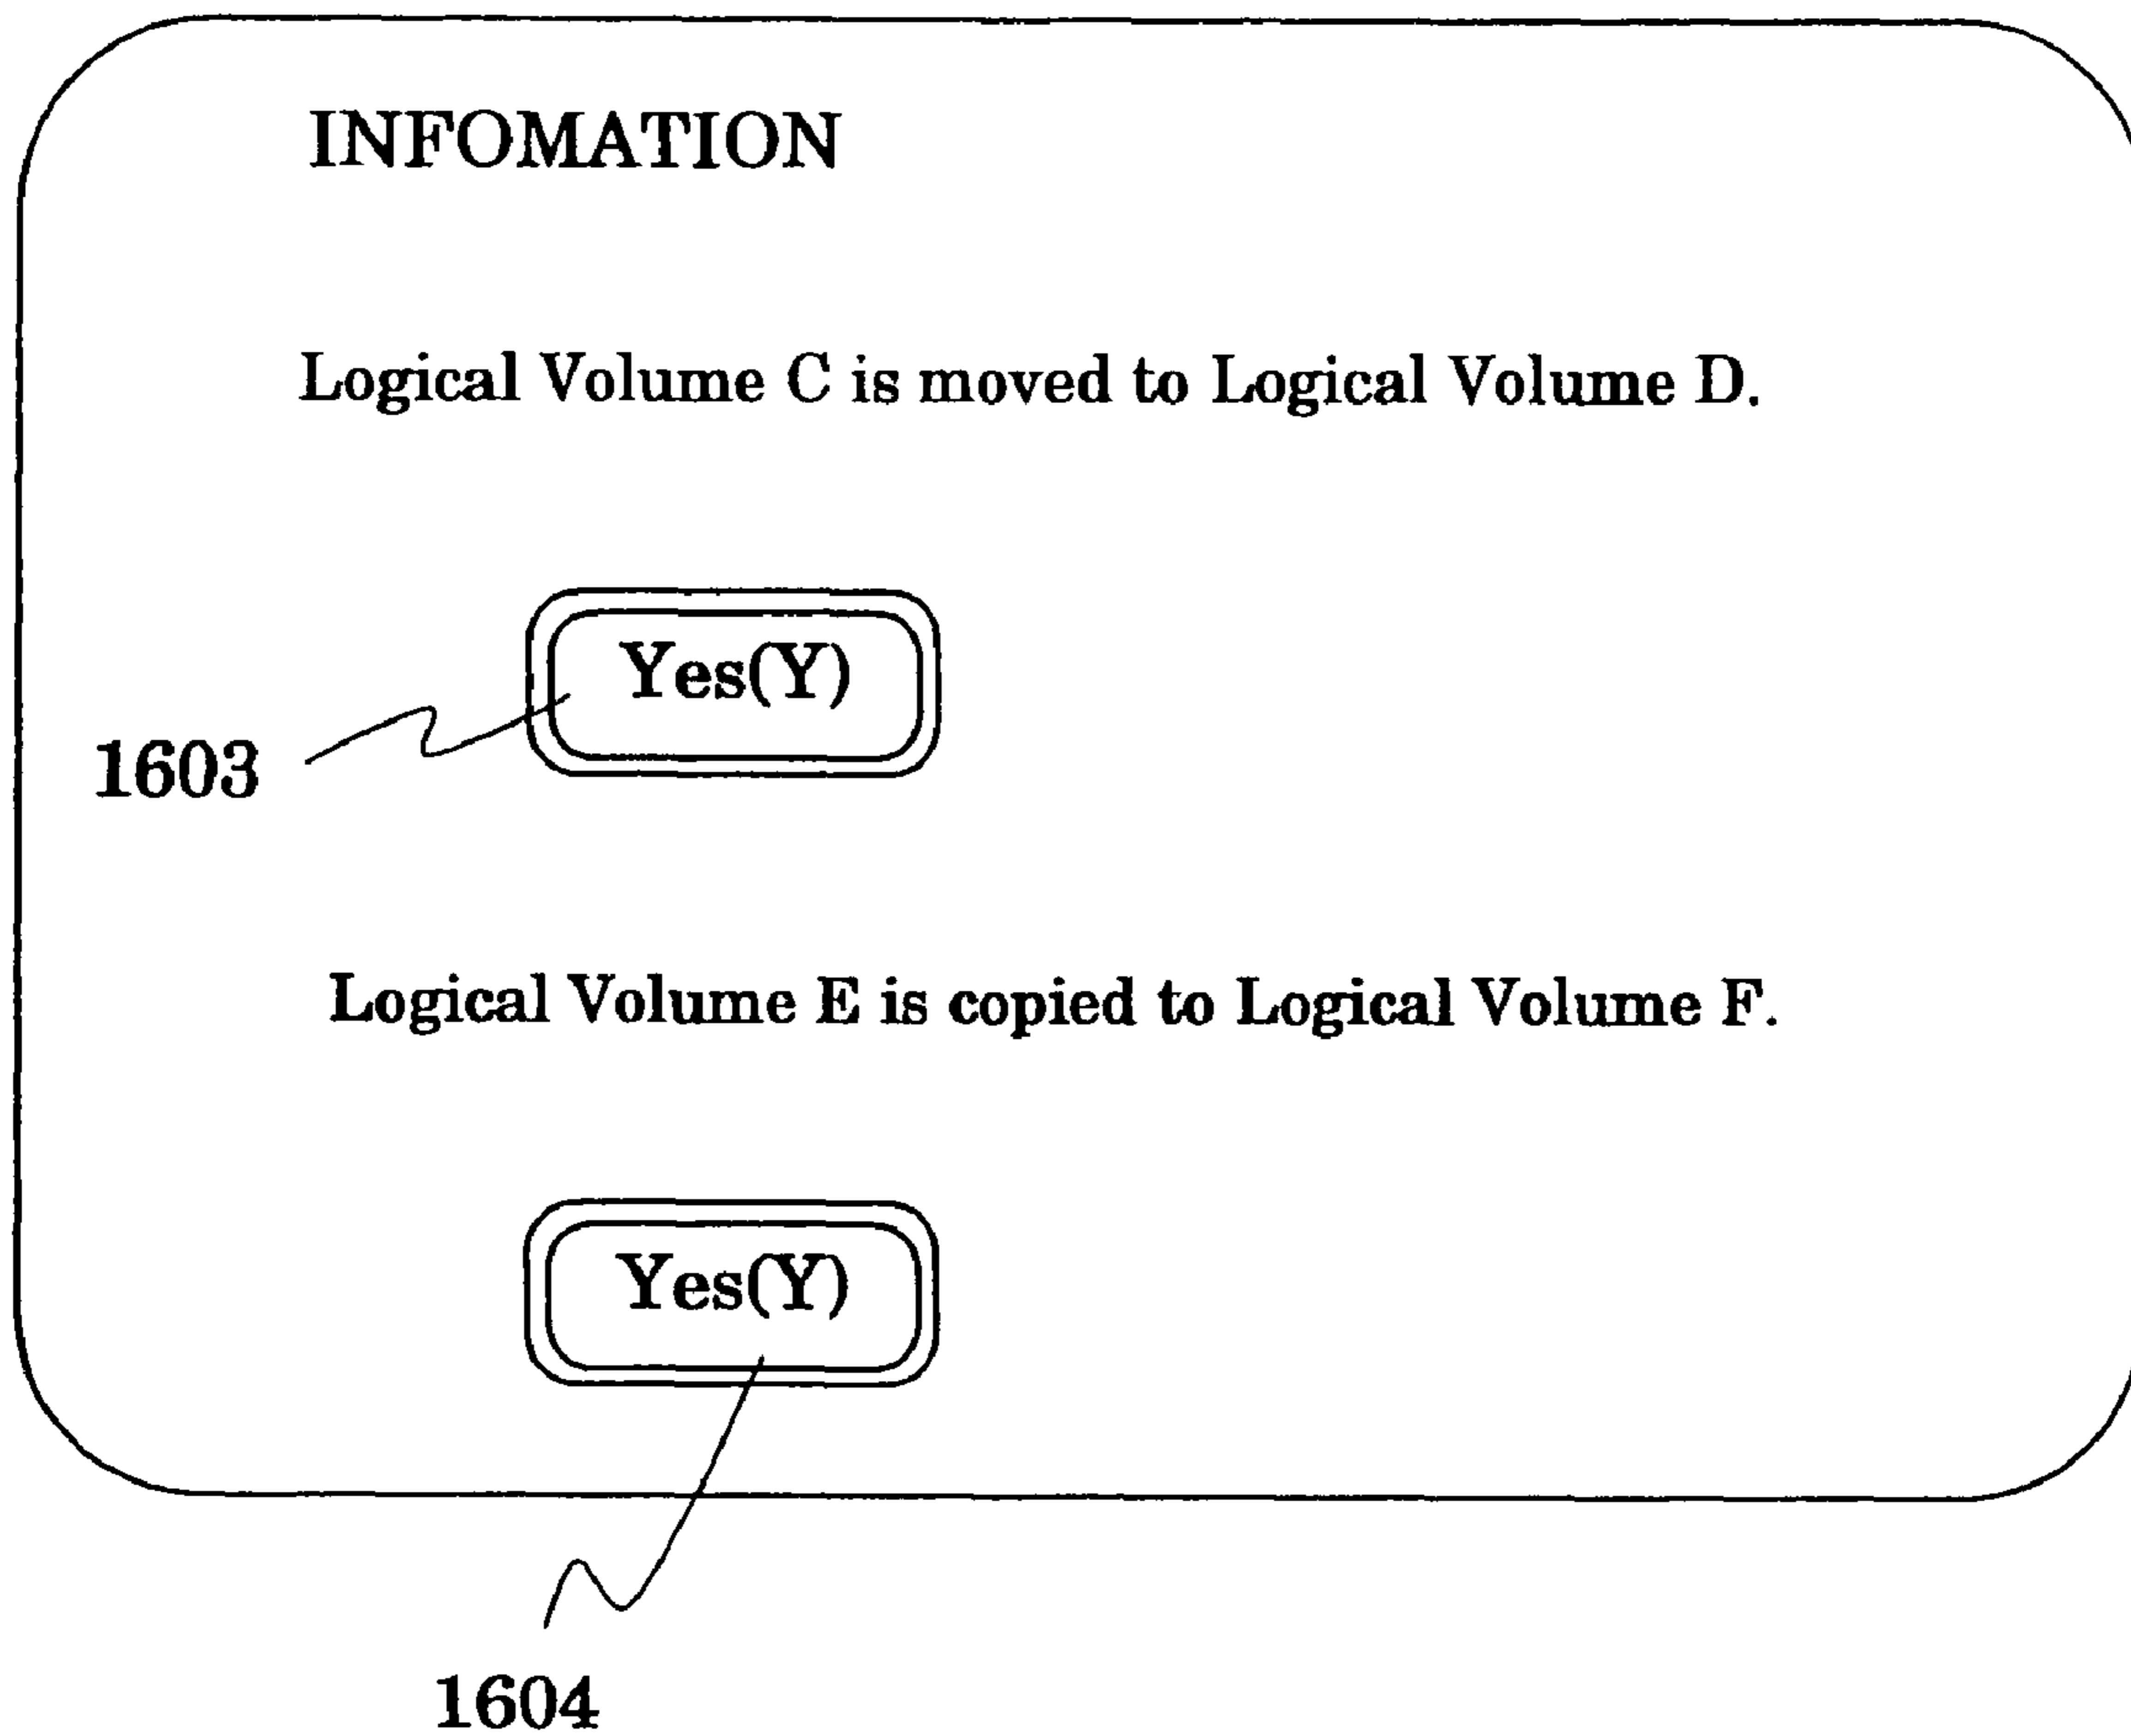 INFOMATION
Logical Volume C is moved to Logical Volume D.
Yes(Y)
1603
Logical Volume E is copied to Logical Volume F.
Yes(Y)
1604